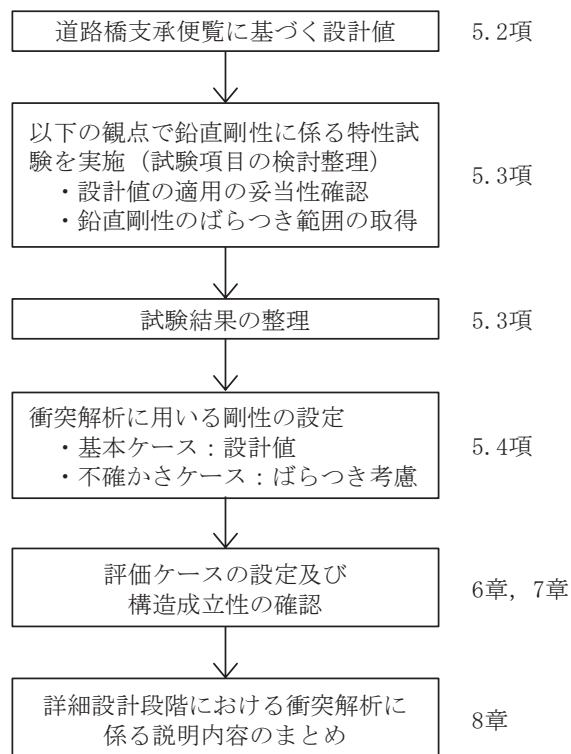 道路橋支承便覧に基づく設計値
5.2項
以下の観点で鉛直剛性に係る特性試
験を実施（試験項目の検討整理）
・設計値の適用の妥当性確認
・鉛直剛性のばらつき範囲の取得
5.3項
試験結果の整理
5.3項
衝突解析に用いる剛性の設定
・基本ケース：設計値
・不確かさケース：ばらつき考慮
5.4項
評価ケースの設定及び
構造成立性の確認
6章, 7章
詳細設計段階における衝突解析に
係る説明内容のまとめ
8章